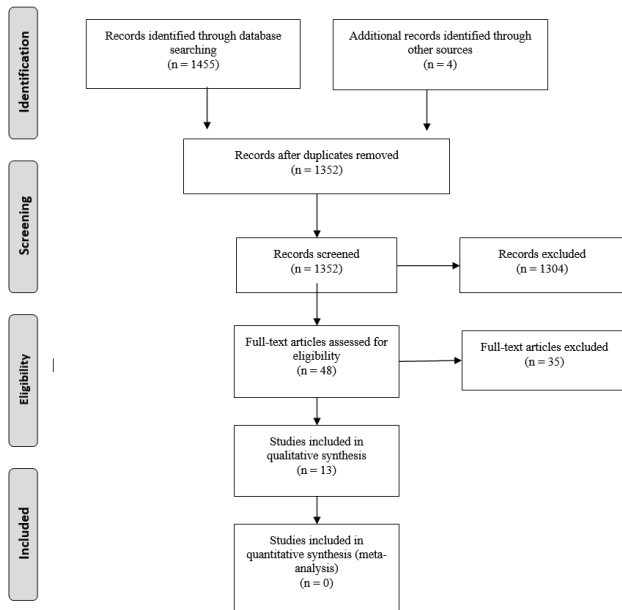 Identification
Records identified through database
searching
(n = 1455)
Additional records identified through
other sources
(n = 4)
Records after duplicates removed
(n = 1352)
Screening
Records screened
(n = 1352)
Records excluded
(n = 1304)
Eligibility
Full-text articles assessed for
eligibility
(n = 48)
Full-text articles excluded
(n = 35)
Studies included in
qualitative synthesis
(n = 13)
Included
Studies included in
quantitative synthesis (meta-
analysis)
(n = 0)